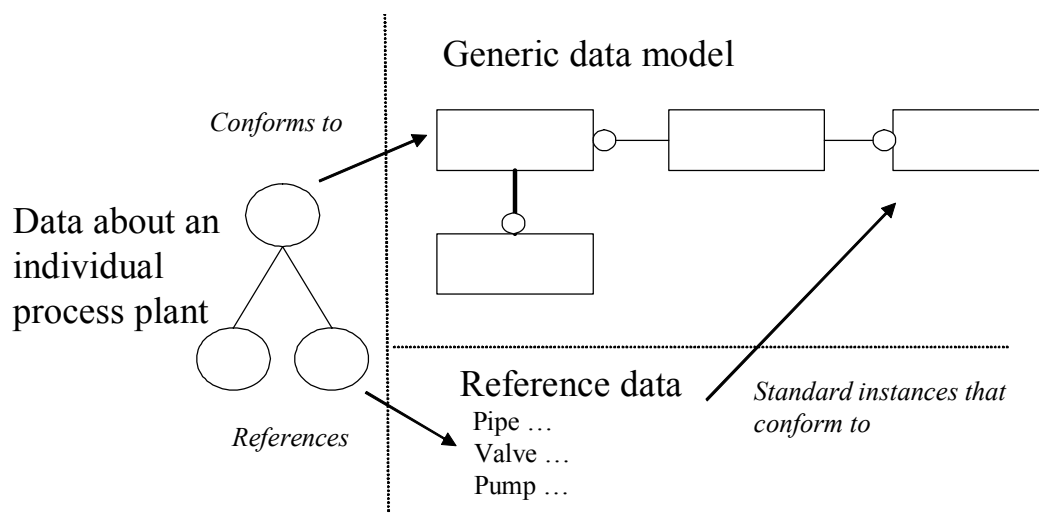 Generic data model
Conforms to
Data about an
individual
process plant
References
Reference data
Pipe …
Valve …
Pump …
Standard instances that
conform to